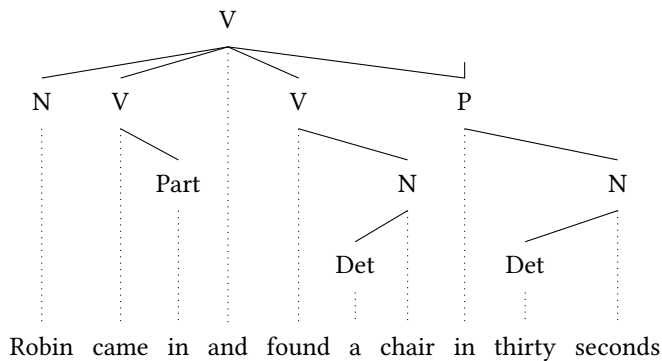 V
N V V P
Part N N
Det Det
Robin came in and found a chair in thirty seconds